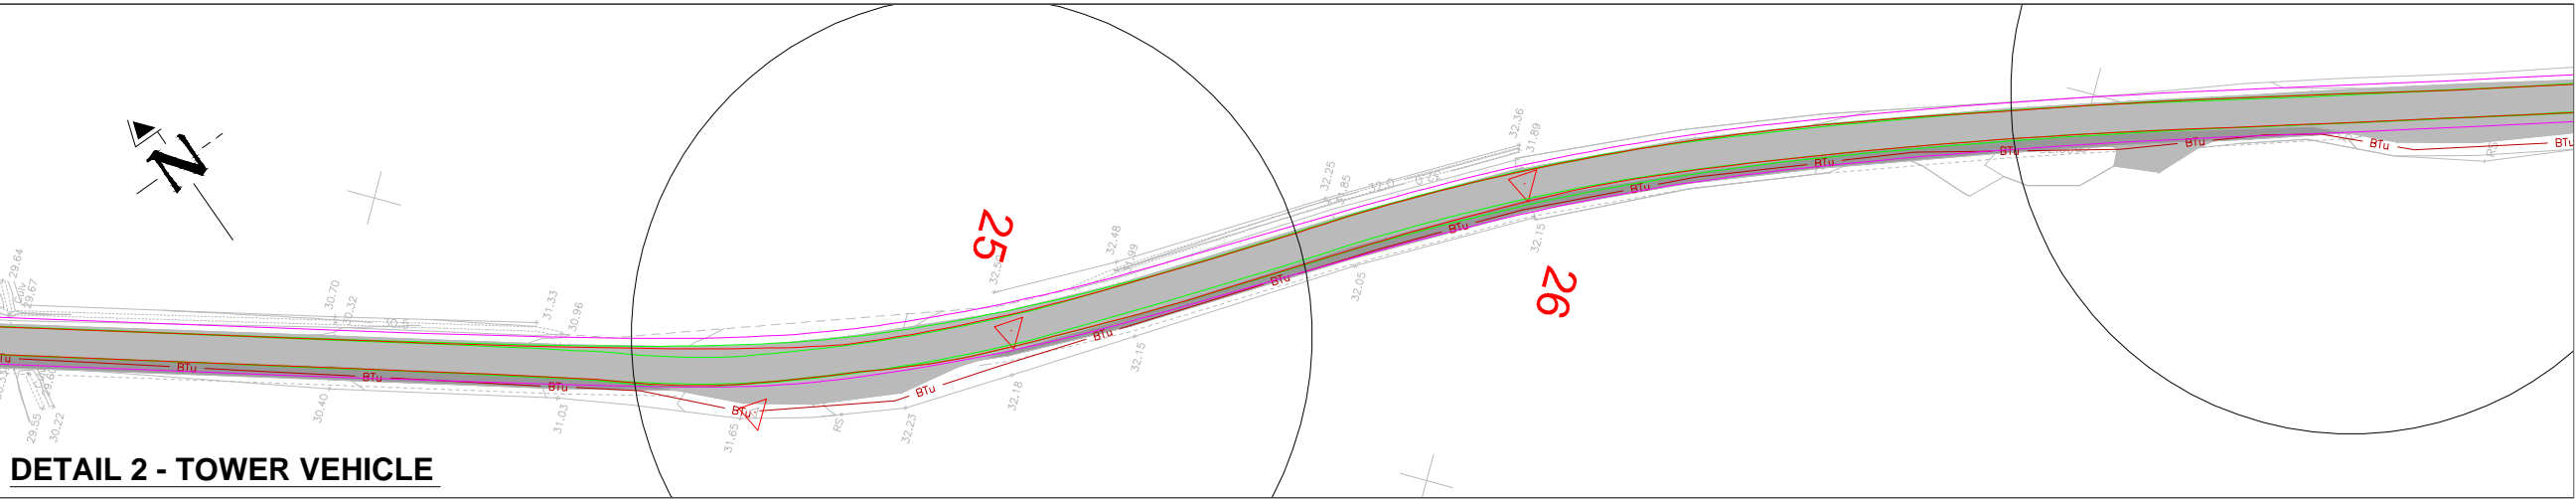 N
29.64
Culv
29.67
30.70
30.32
31.33
30.96
25
32.48
32.25
32.36
31.89
26
BTu
BTu
BTu
BTu
BTu
BTu
BTu
BTu
BTu
BTu
BTu
BTu
BTu
29.55
30.22
30.40
31.03
31.65
RS
32.23
32.18
32.15
32.05
32.15
DETAIL 2 - TOWER VEHICLE